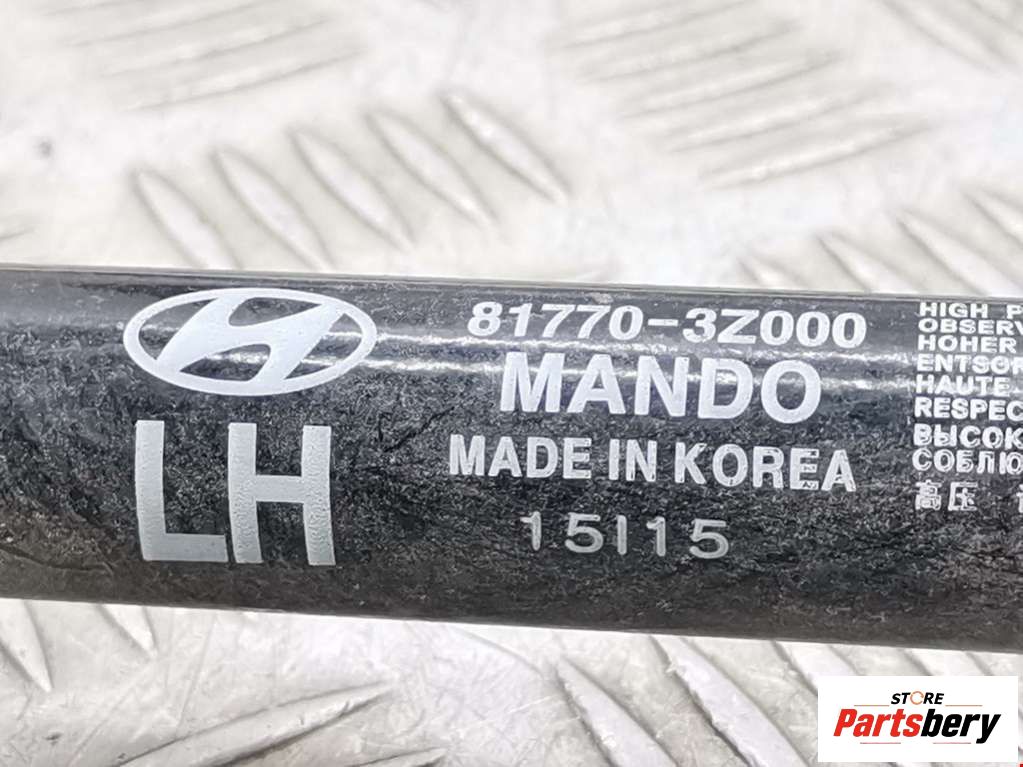 81770-3Z000
MANDO
MADE IN KOREA
15I15
LH
HIGH P
OBSERV
HOHER
ENTSOR
HAUTE
RESPEC
ВЫСОК
СОБЛЮ
高压
STORE
Partsbery